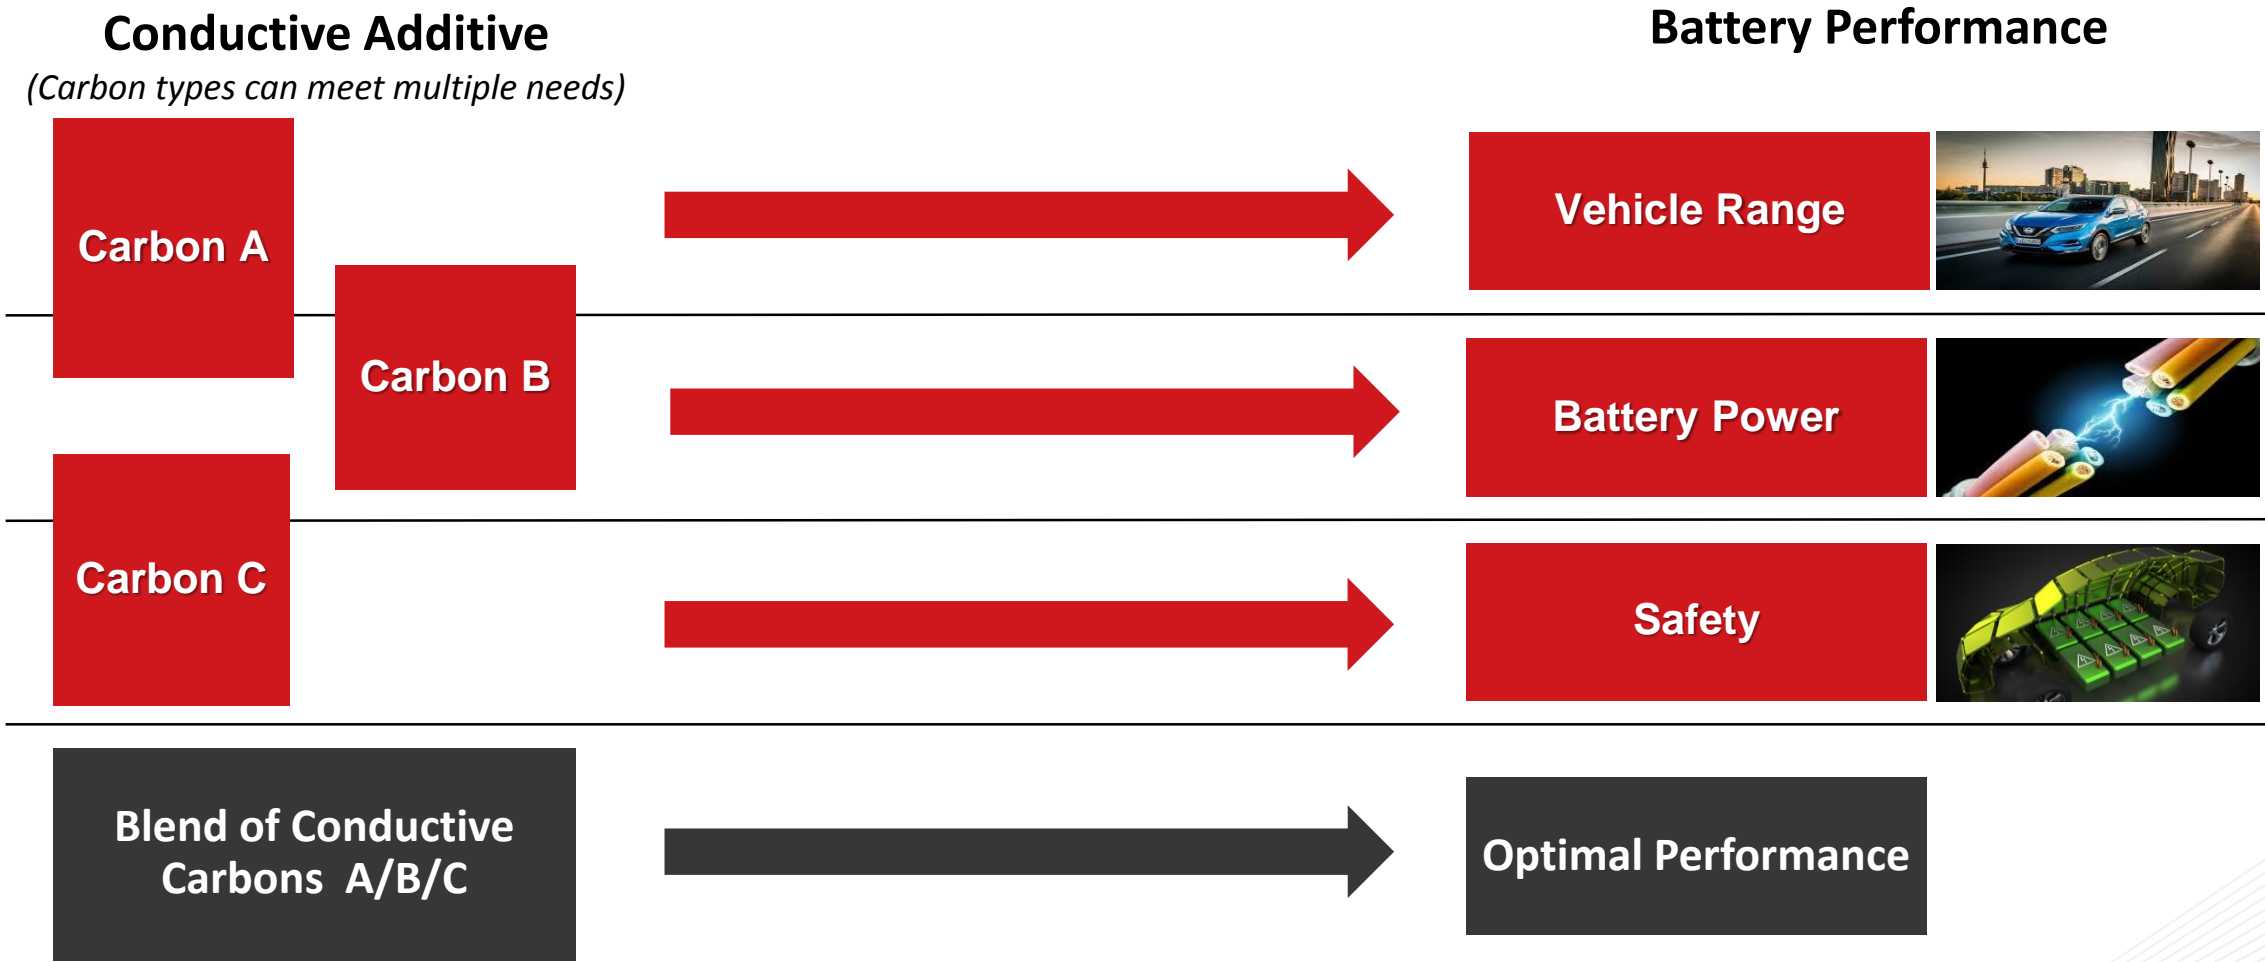 Conductive Additive
(Carbon types can meet multiple needs)
Battery Performance
Carbon A
Vehicle Range
Carbon B
Battery Power
Carbon C
Safety
Blend of Conductive
Carbons A/B/C
Optimal Performance